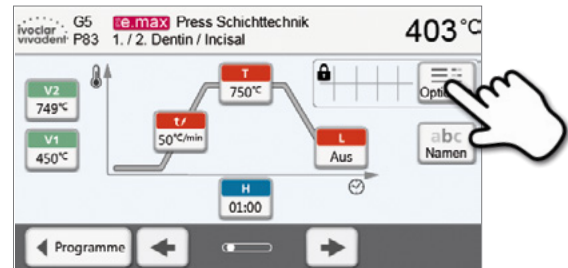 ivoclar vivadent G5 IPS e.max Press Schichttechnik 403°C
P83 1. / 2. Dentin / Incisal
V2
749°C
V1
450°C
T
750°C
t↗
50°C/min
L
Aus
H
01:00
abc
Namen
Programme